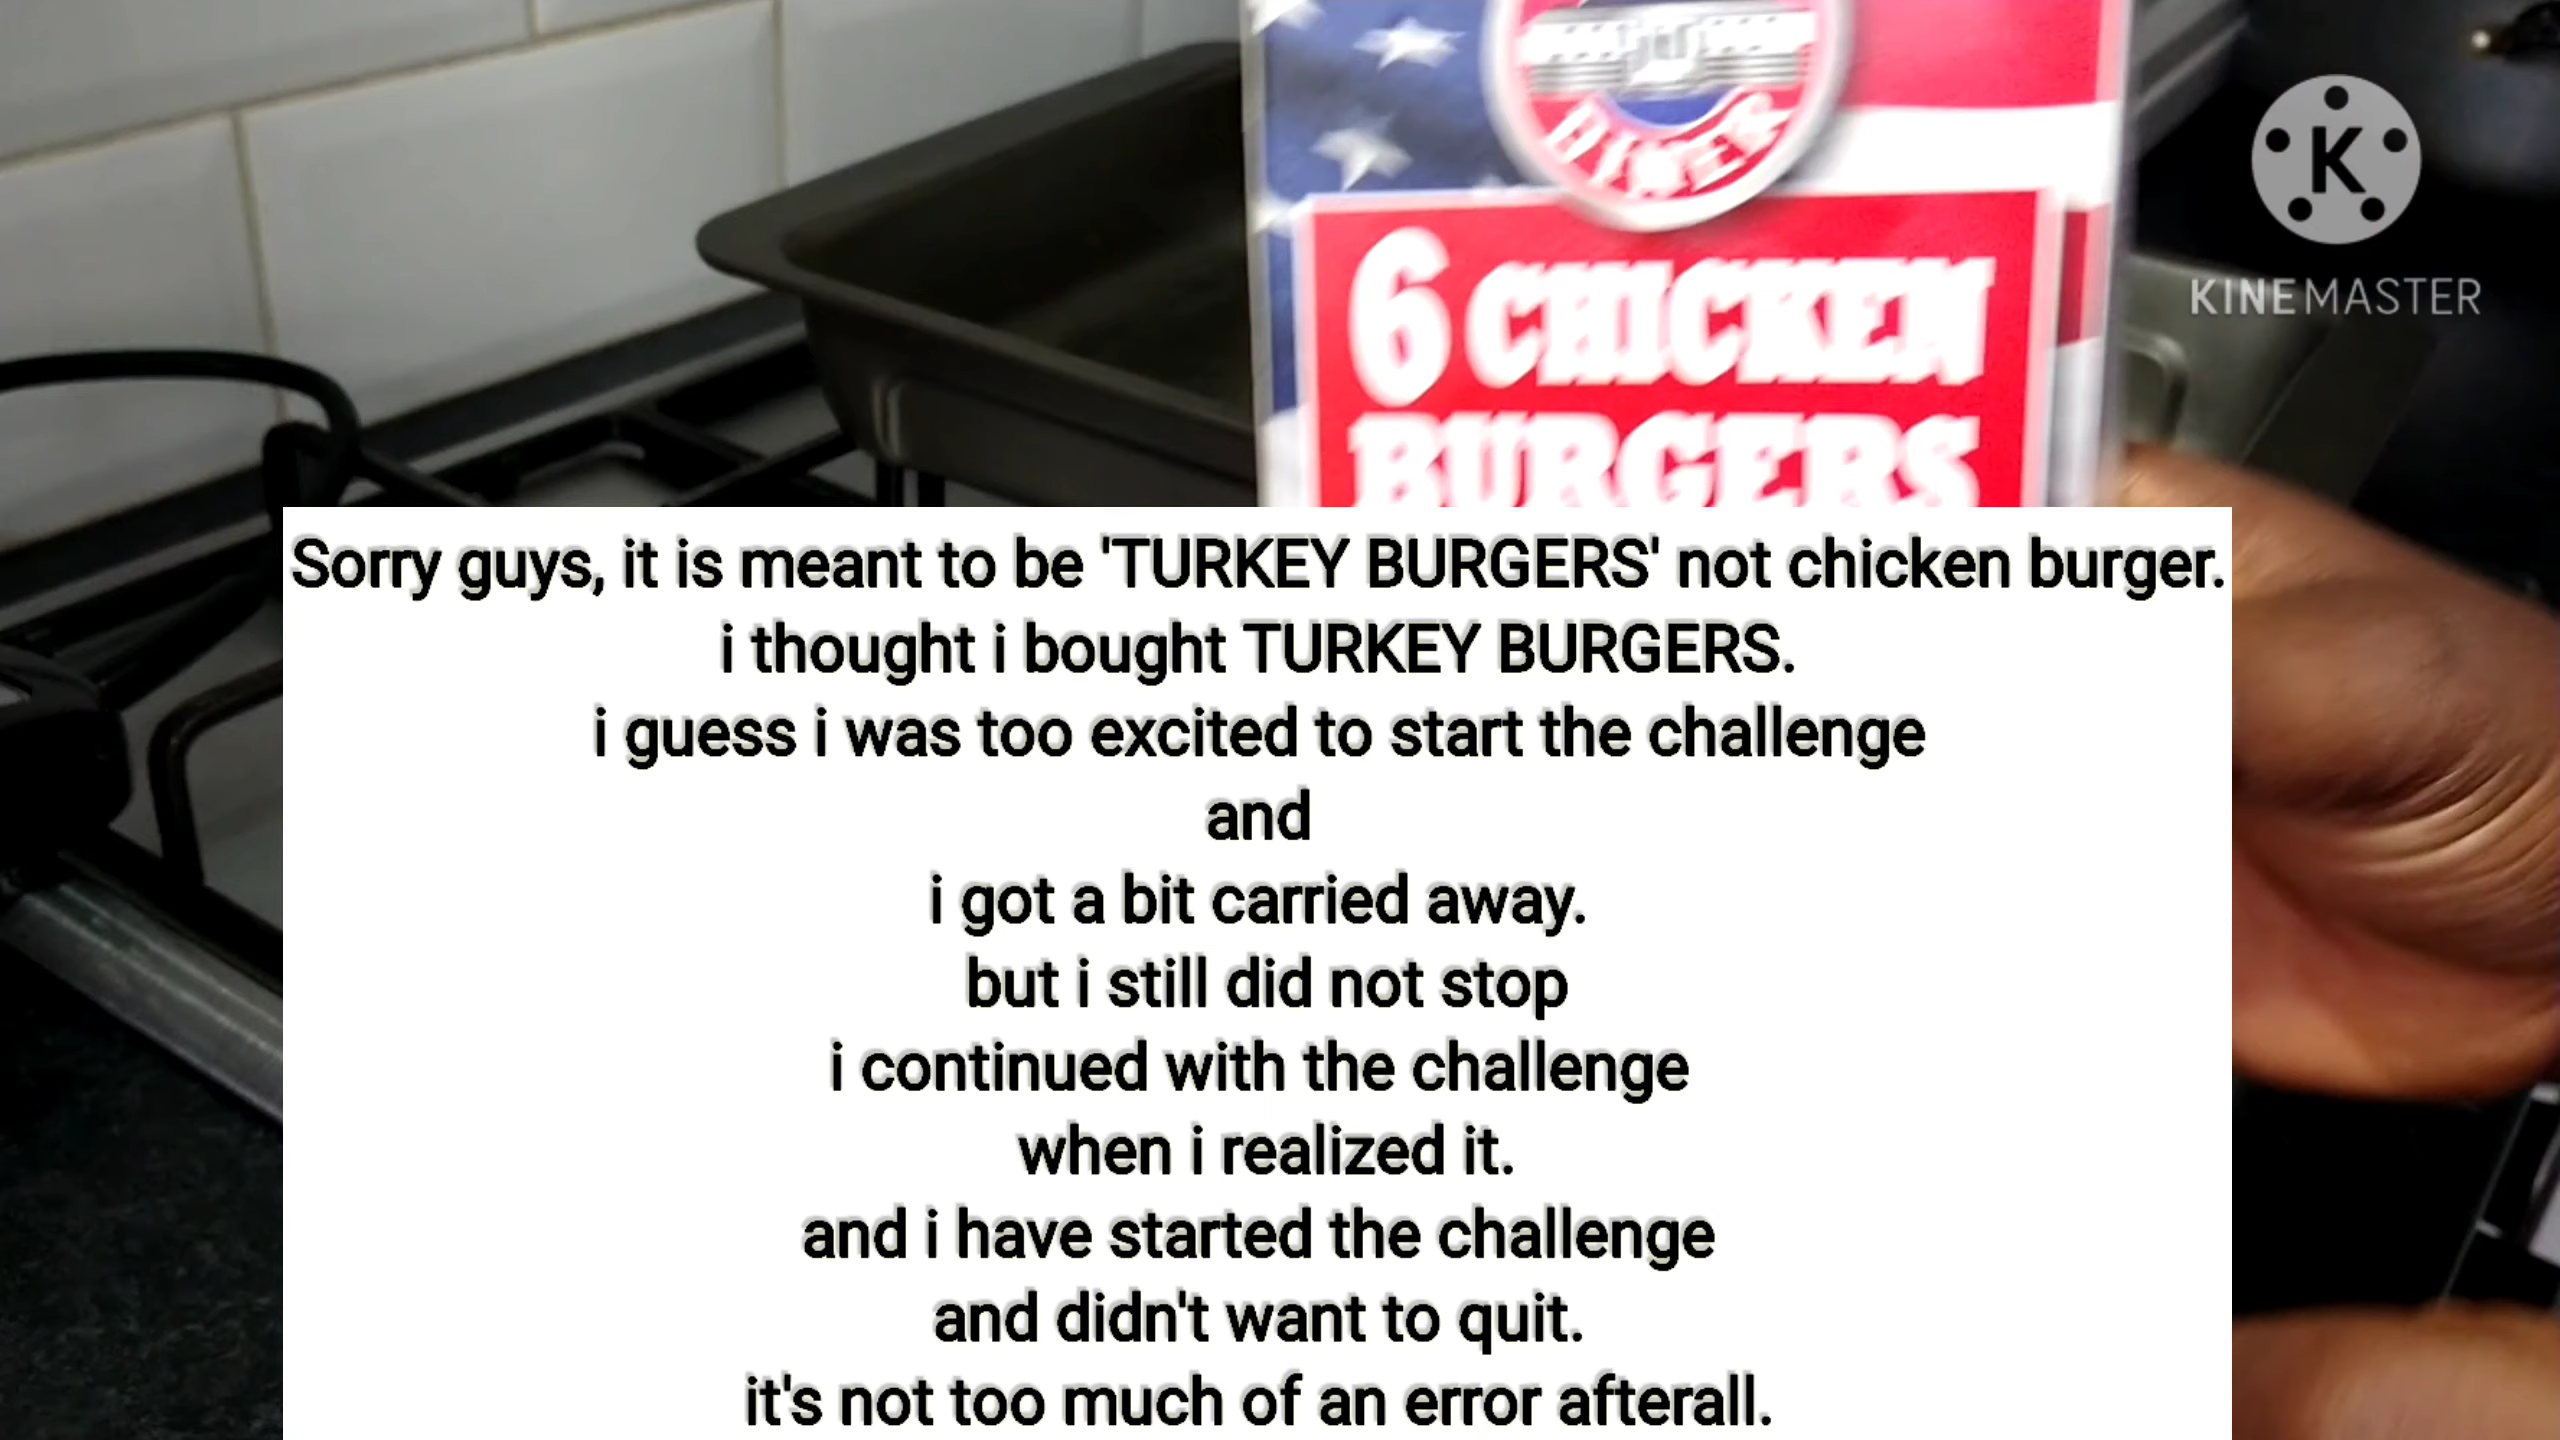 DINER
6 CHICKEN
BURGERS
K
KINEMASTER
Sorry guys, it is meant to be 'TURKEY BURGERS' not chicken burger.
i thought i bought TURKEY BURGERS.
i guess i was too excited to start the challenge
and
i got a bit carried away.
but i still did not stop
i continued with the challenge
when i realized it.
and i have started the challenge
and didn't want to quit.
it's not too much of an error afterall.